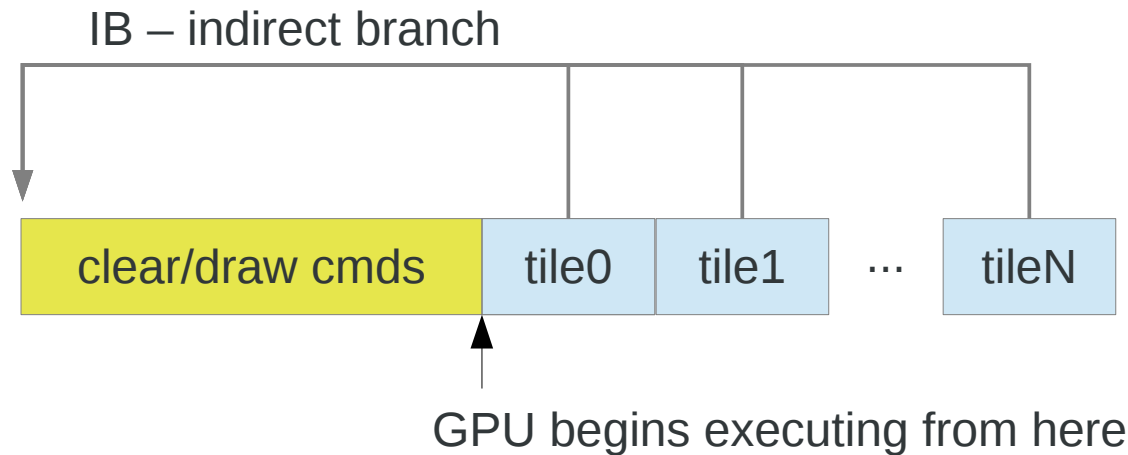 IB – indirect branch
clear/draw cmds tile0 tile1 ... tileN
GPU begins executing from here